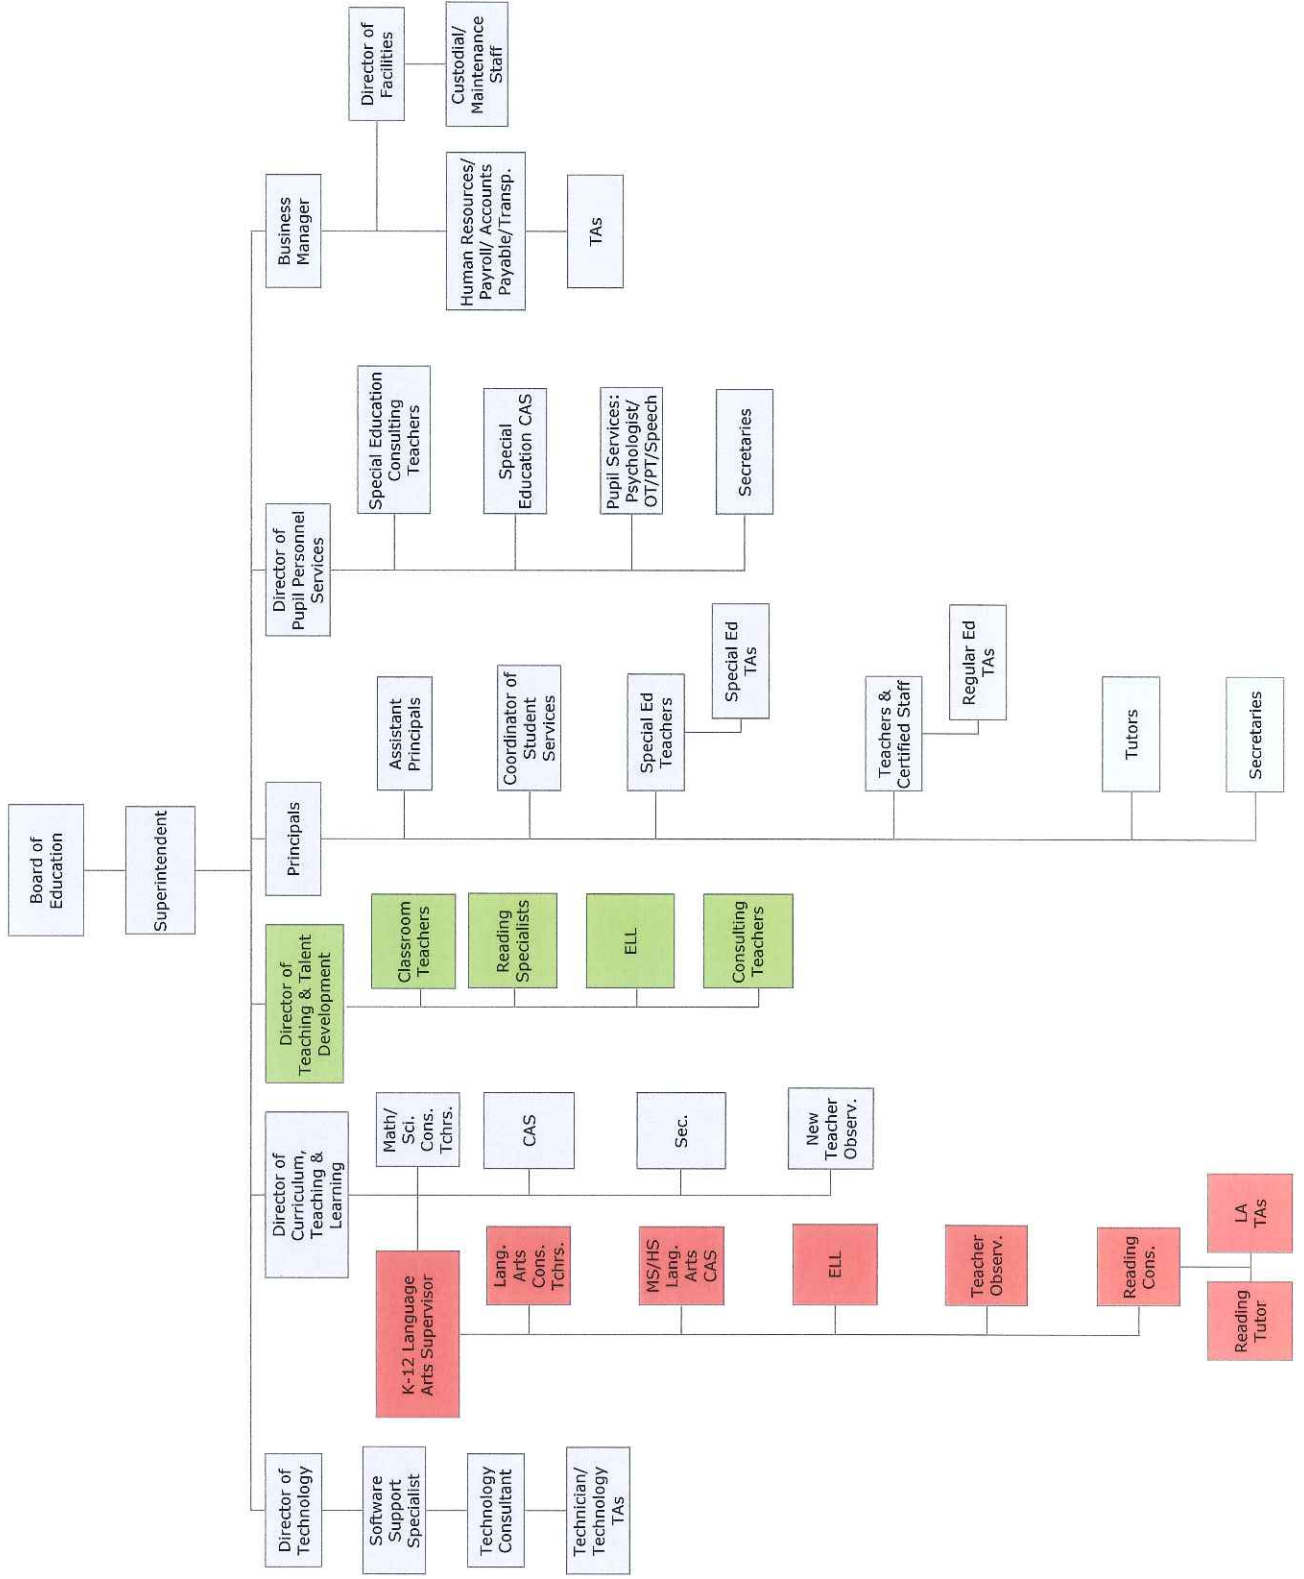 Board of
Education
Superintendent
Director of
Technology
Software
Support
Specialist
Technology
Consultant
Technician/
Technology
TAs
Director of
Curriculum,
Teaching &
Learning
K-12 Language
Arts Supervisor
Math/
Sci.
Cons.
Tchrs.
Lang.
Arts
Cons.
Tchrs.
CAS
MS/HS
Lang.
Arts
CAS
Sec.
ELL
New
Teacher
Observ.
Teacher
Observ.
Reading
Cons.
Reading
Tutor
LA
TAs
Director of
Teaching & Talent
Development
Classroom
Teachers
Reading
Specialists
ELL
Consulting
Teachers
Principals
Assistant
Principals
Coordinator of
Student
Services
Special Ed
Teachers
Special Ed
TAs
Teachers &
Certified Staff
Regular Ed
TAs
Tutors
Secretaries
Director of
Pupil Personnel
Services
Special Education
Consulting
Teachers
Special
Education CAS
Pupil Services:
Psychologist/
OT/PT/Speech
Secretaries
Business
Manager
Director of
Facilities
Custodial/
Maintenance
Staff
Human Resources/
Payroll/ Accounts
Payable/Transp.
TAs